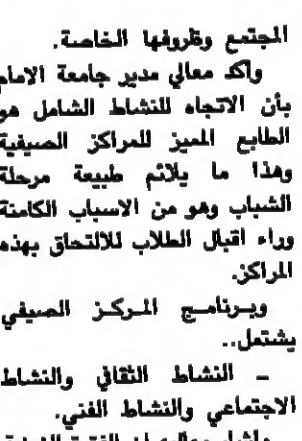 المجتمع وظروفها الخاصة.
واكد معالي مدير جامعة الامام
بأن الاتجاه للنشاط الشامل هو
الطابع المميز للمراكز الصيفية
وهذا ما يلائم طبيعة مرحلة
الشباب وهو من الاسباب الكامنة
وراء اقبال الطلاب للالتحاق بهذه
المراكز.
وبرنامج المركز الصيفي
يشتمل..
- النشاط الثقافي والنشاط
الاجتماعي والنشاط الفني.